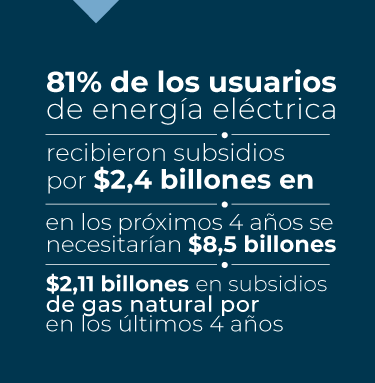 81% de los usuarios
de energía eléctrica
recibieron subsidios
por $2,4 billones en
en los próximos 4 años se
necesitarían $8,5 billones
$2,11 billones en subsidios
de gas natural por
en los últimos 4 años